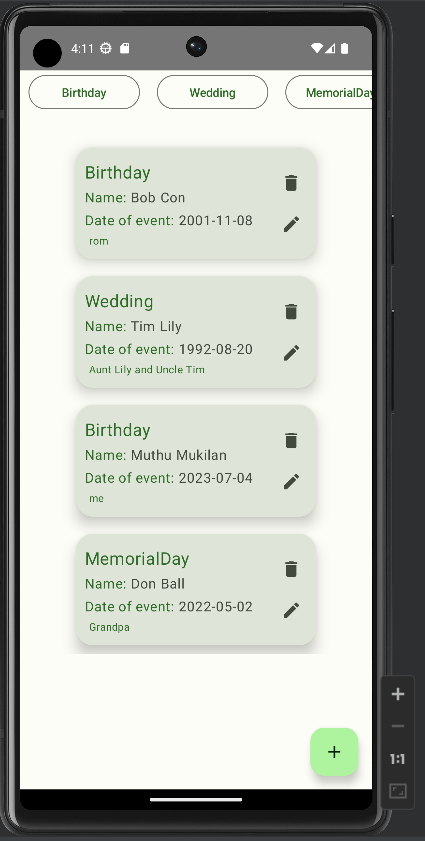 4:11
Birthday
Wedding
MemorialDay
Birthday
Name: Bob Con
Date of event: 2001-11-08
rom
Wedding
Name: Tim Lily
Date of event: 1992-08-20
Aunt Lily and Uncle Tim
Birthday
Name: Muthu Mukilan
Date of event: 2023-07-04
me
MemorialDay
Name: Don Ball
Date of event: 2022-05-02
Grandpa
1:1